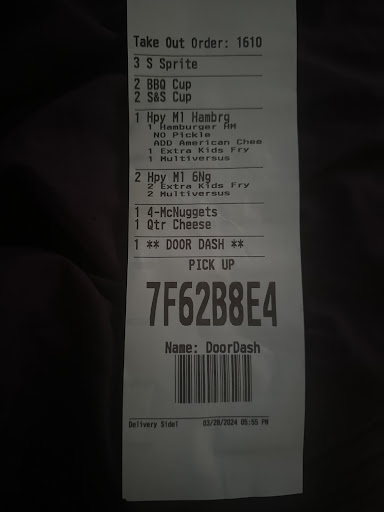 Take Out Order: 1610
3 S Sprite
2 BBQ Cup
2 S&S Cup
1 Hpy Ml Hambrg
1 Hamburger HM
NO Pickle
ADD American Chee
1 Extra Kids Fry
1 Multiversus
2 Hpy Ml 6Ng
2 Extra Kids Fry
2 Multiversus
1 4-McNuggets
1 Qtr Cheese
1 ** DOOR DASH **
PICK UP
7F62B8E4
Name: DoorDash
Delivery Side1 03/28/2024 05:55 PM